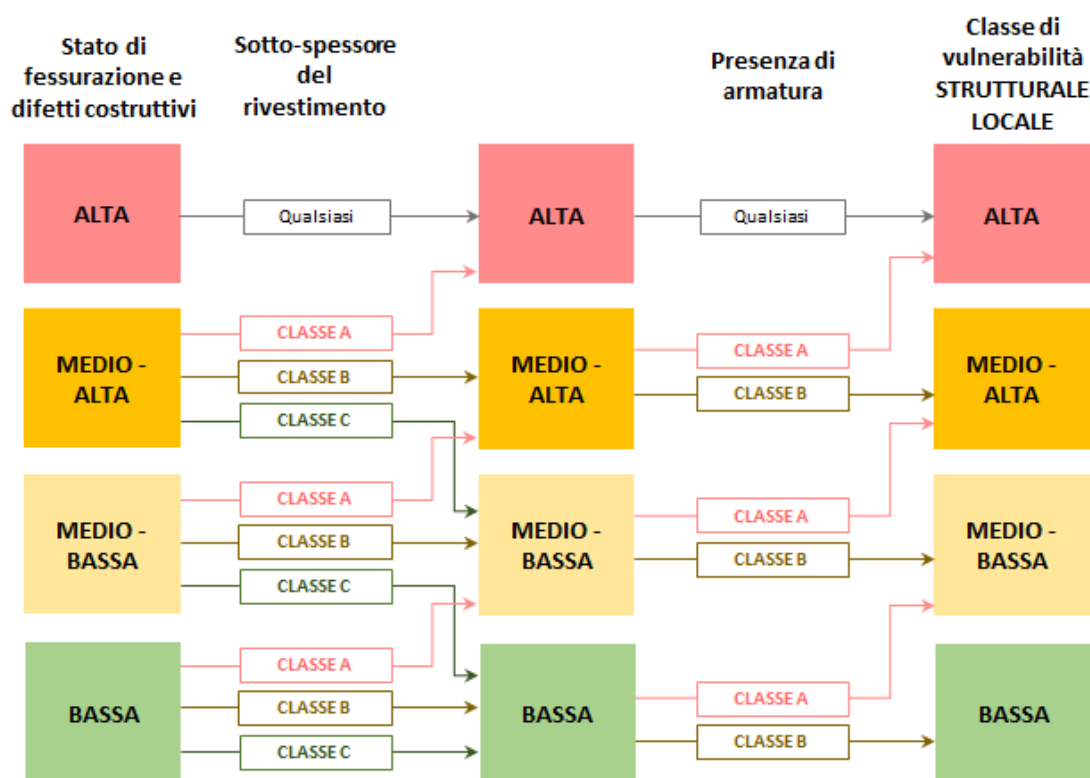 Stato di
fessurazione e
difetti costruttivi
Sotto-spessore
del
rivestimento
Presenza di
armatura
Classe di
vulnerabilità
STRUTTURALE
LOCALE
ALTA
Qualsiasi
ALTA
Qualsiasi
ALTA
MEDIO -
ALTA
CLASSE A
CLASSE B
CLASSE C
MEDIO -
ALTA
CLASSE A
CLASSE B
MEDIO -
ALTA
MEDIO -
BASSA
CLASSE A
CLASSE B
CLASSE C
MEDIO -
BASSA
CLASSE A
CLASSE B
MEDIO -
BASSA
BASSA
CLASSE A
CLASSE B
CLASSE C
BASSA
CLASSE A
CLASSE B
BASSA